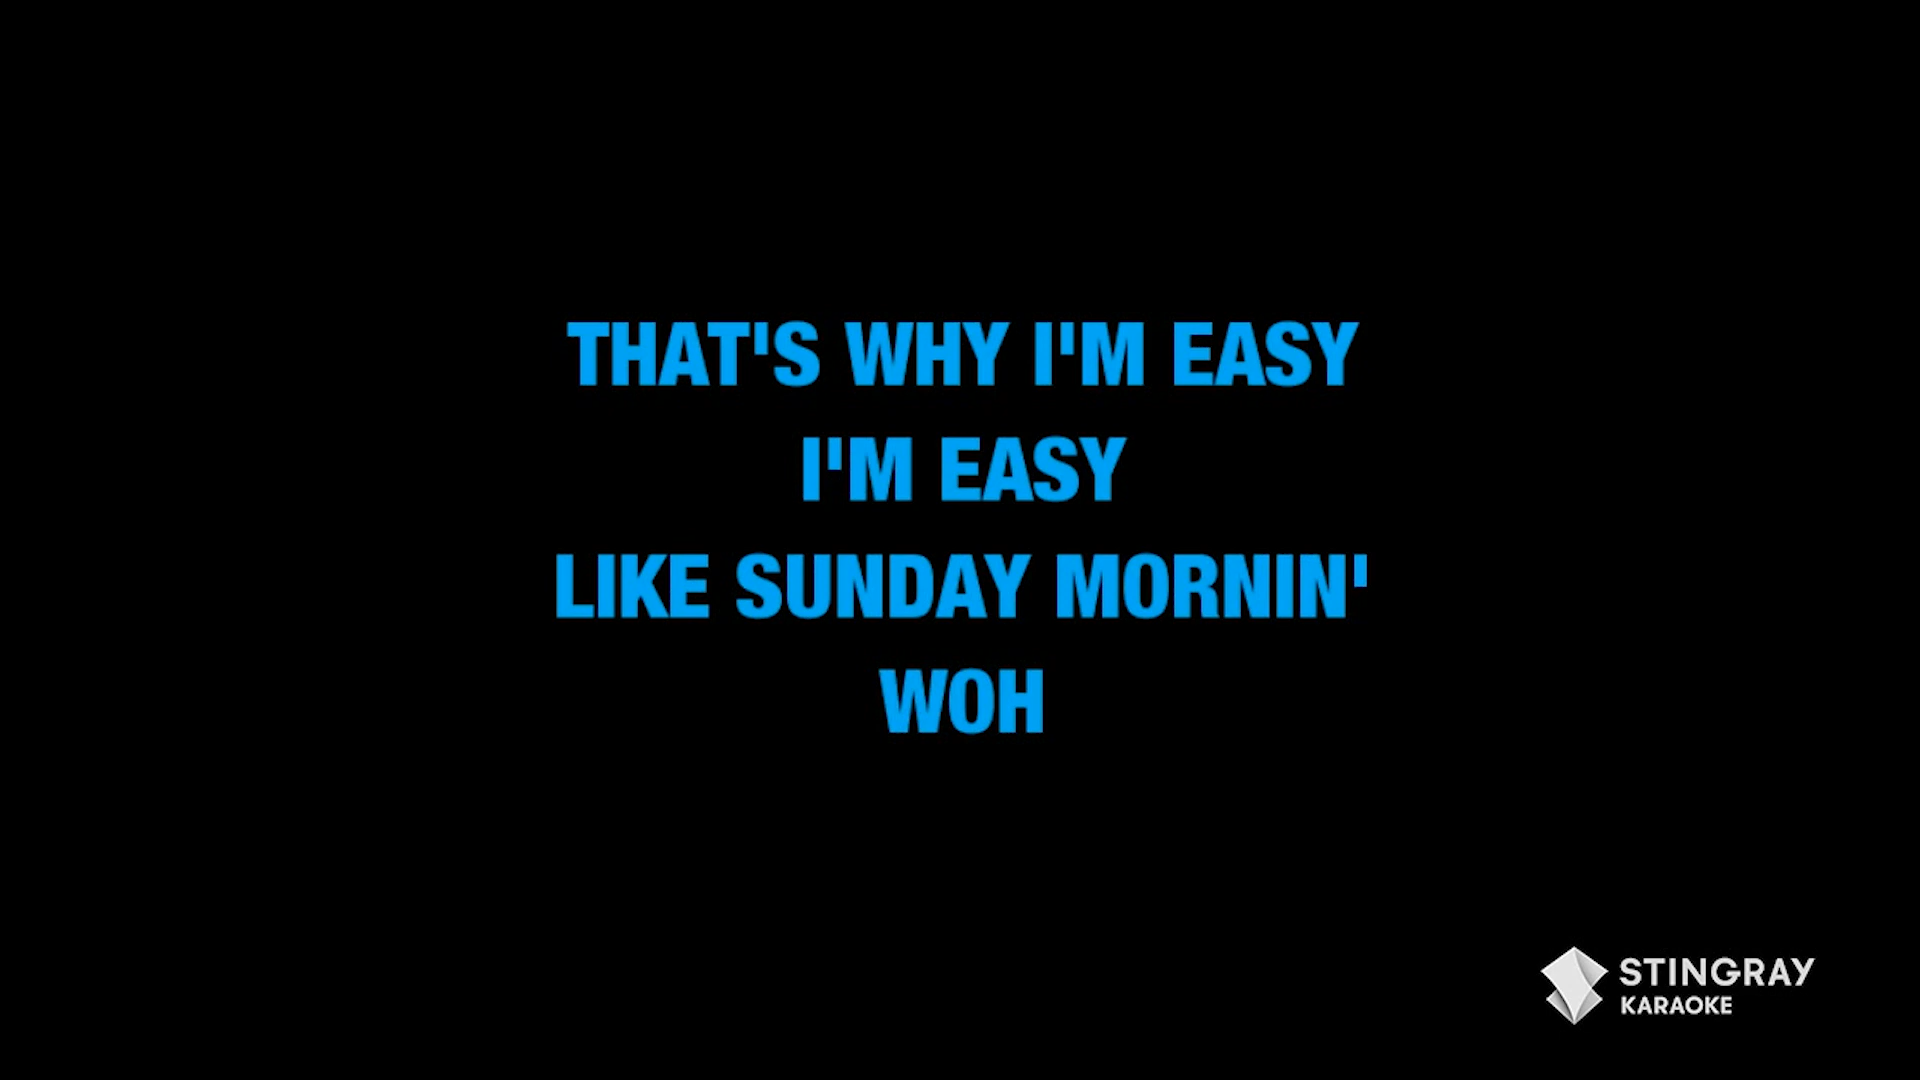 THAT'S WHY I'M EASY
I'M EASY
LIKE SUNDAY MORNIN'
WOH
STINGRAY
KARAOKE